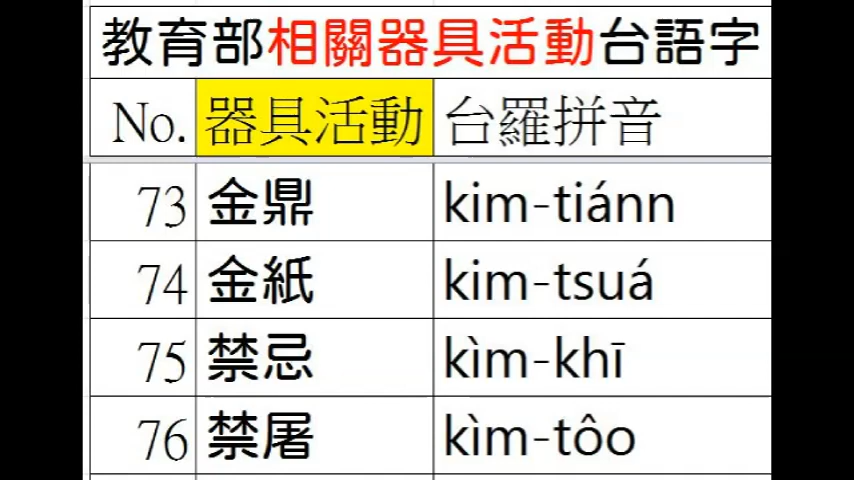 教育部相關器具活動台語字
No. 器具活動 台羅拼音
73 金鼎 kim-tiánn
74 金紙 kim-tsuá
75 禁忌 kìm-khī
76 禁屠 kìm-tôo